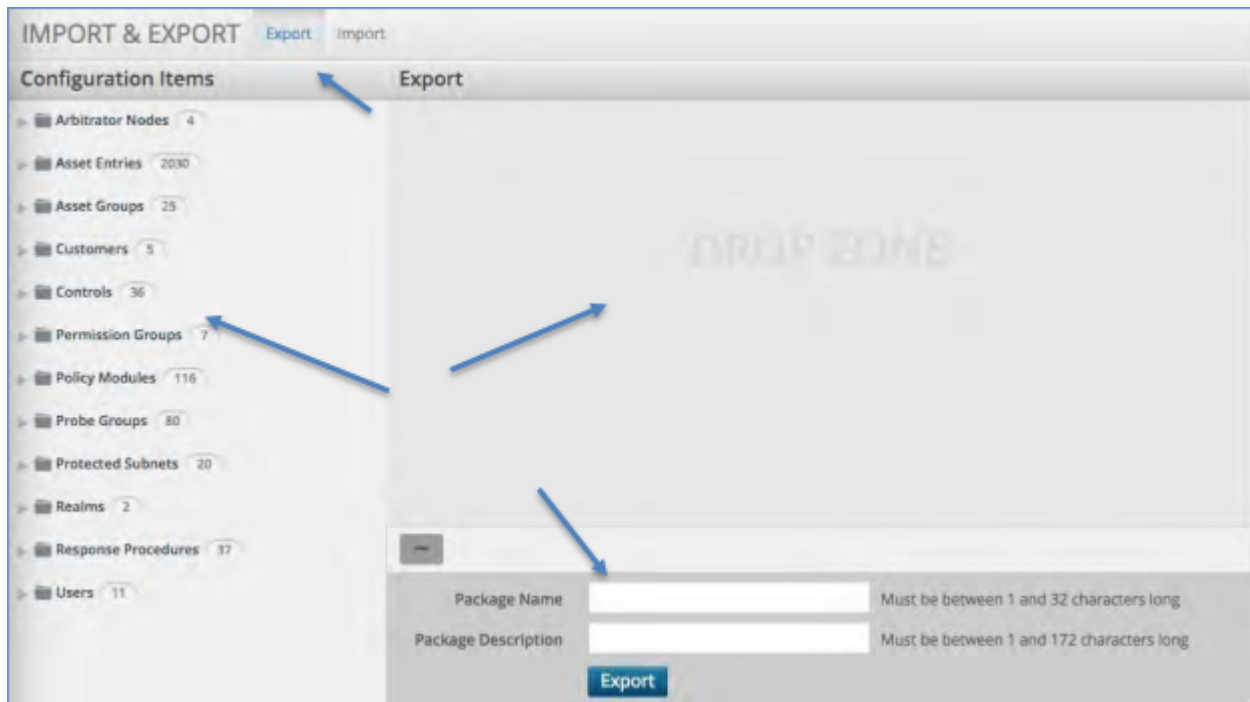 IMPORT & EXPORT Export Import
Configuration Items
Export
Arbitrator Nodes 4
Asset Entries 2030
Asset Groups 25
Customers 5
Controls 36
Permission Groups 7
Policy Modules 116
Probe Groups 80
Protected Subnets 20
Realms 2
Response Procedures 37
Users 11
DROP ZONE
Package Name Must be between 1 and 32 characters long
Package Description Must be between 1 and 172 characters long
Export